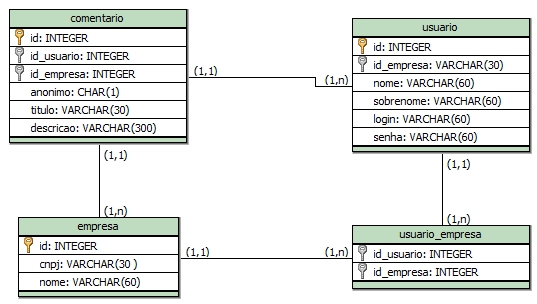 comentario
id: INTEGER
id_usuario: INTEGER
id_empresa: INTEGER
anonimo: CHAR(1)
titulo: VARCHAR(30)
descricao: VARCHAR(300)
(1,1)
(1,n)
usuario
id: INTEGER
id_empresa: VARCHAR(30)
nome: VARCHAR(60)
sobrenome: VARCHAR(60)
login: VARCHAR(60)
senha: VARCHAR(60)
(1,1)
(1,n)
(1,1)
(1,n)
empresa
id: INTEGER
cnpj: VARCHAR(30 )
nome: VARCHAR(60)
(1,1)
(1,n)
usuario_empresa
id_usuario: INTEGER
id_empresa: INTEGER